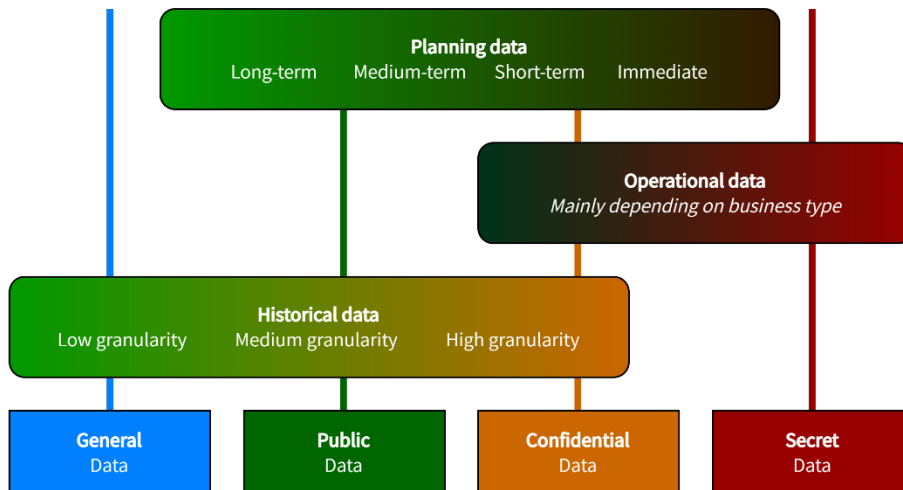 Planning data
Long-term Medium-term Short-term Immediate
Operational data
Mainly depending on business type
Historical data
Low granularity Medium granularity High granularity
General Public Confidential Secret
Data Data Data Data